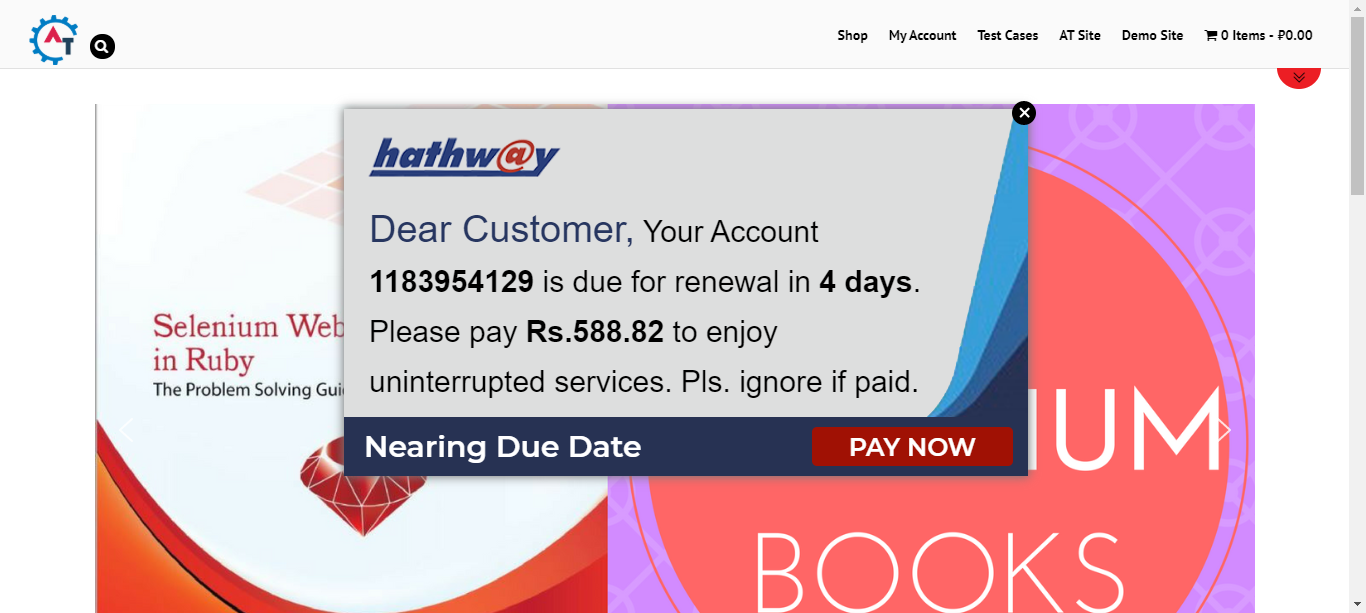 AT
Shop My Account Test Cases AT Site Demo Site 0 Items - ₽0.00
hathw@y
Dear Customer, Your Account
1183954129 is due for renewal in 4 days.
Please pay Rs.588.82 to enjoy
uninterrupted services. Pls. ignore if paid.
Nearing Due Date PAY NOW
Selenium Web
in Ruby
The Problem Solving Gui
IUM
BOOKS